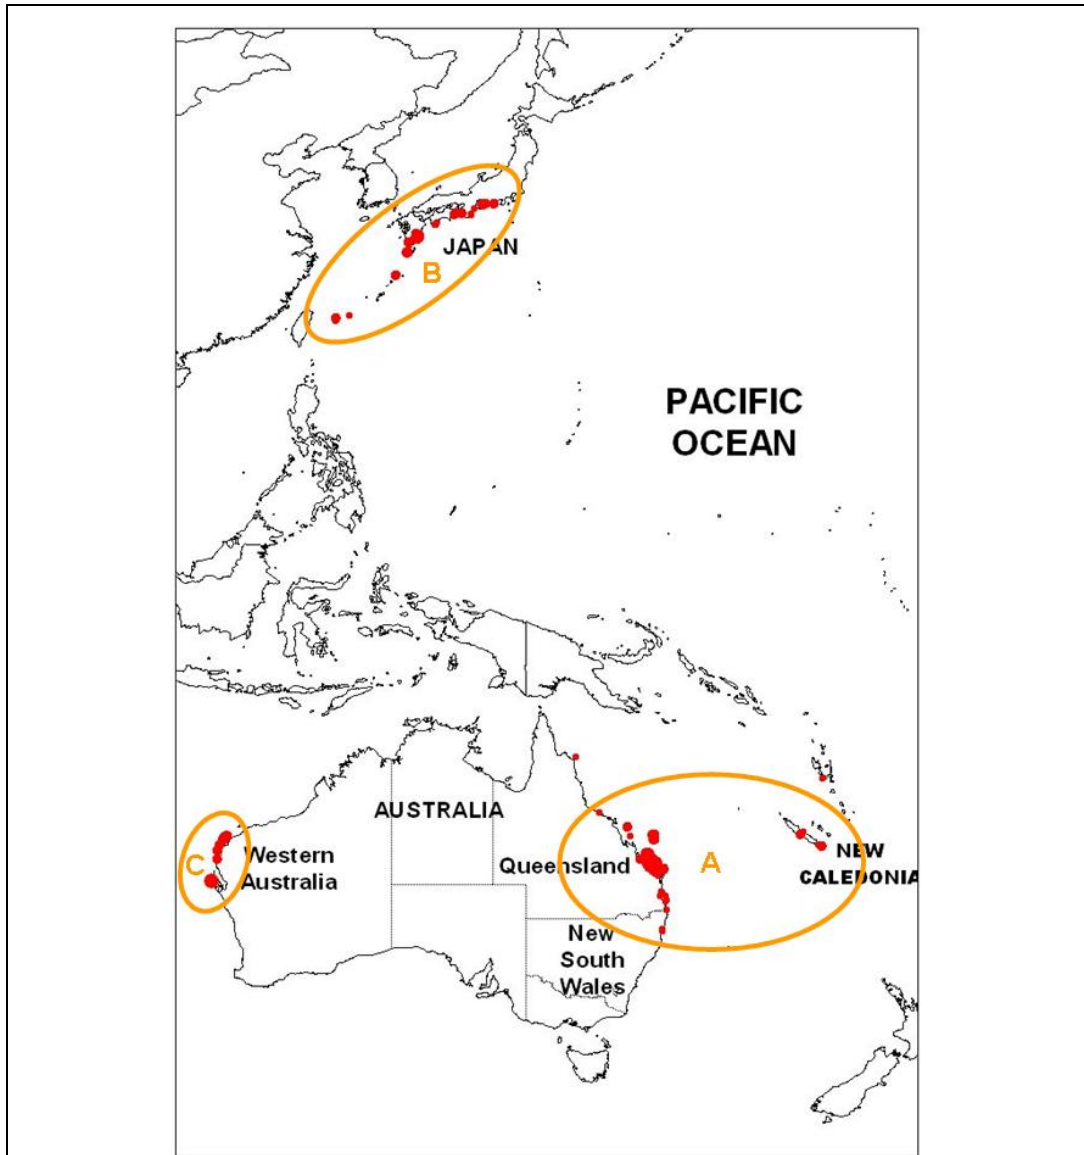 JAPAN
B
PACIFIC
OCEAN
AUSTRALIA
C
Western
Australia
Queensland
A
NEW
CALEDONIA
New
South
Wales